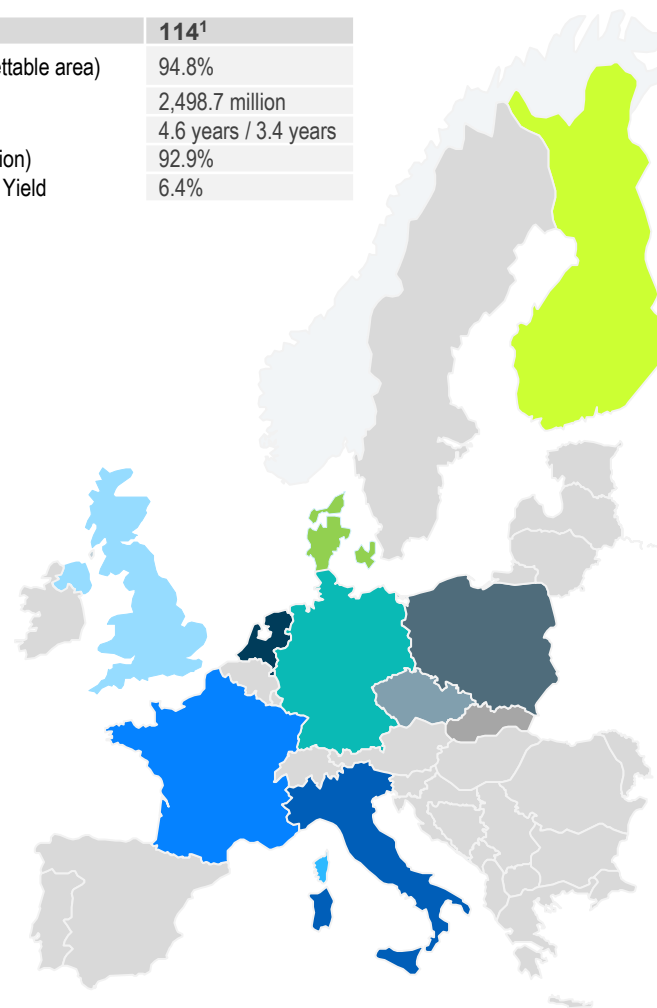 114¹
ettable area) 94.8%
2,498.7 million
4.6 years / 3.4 years
ion) 92.9%
Yield 6.4%